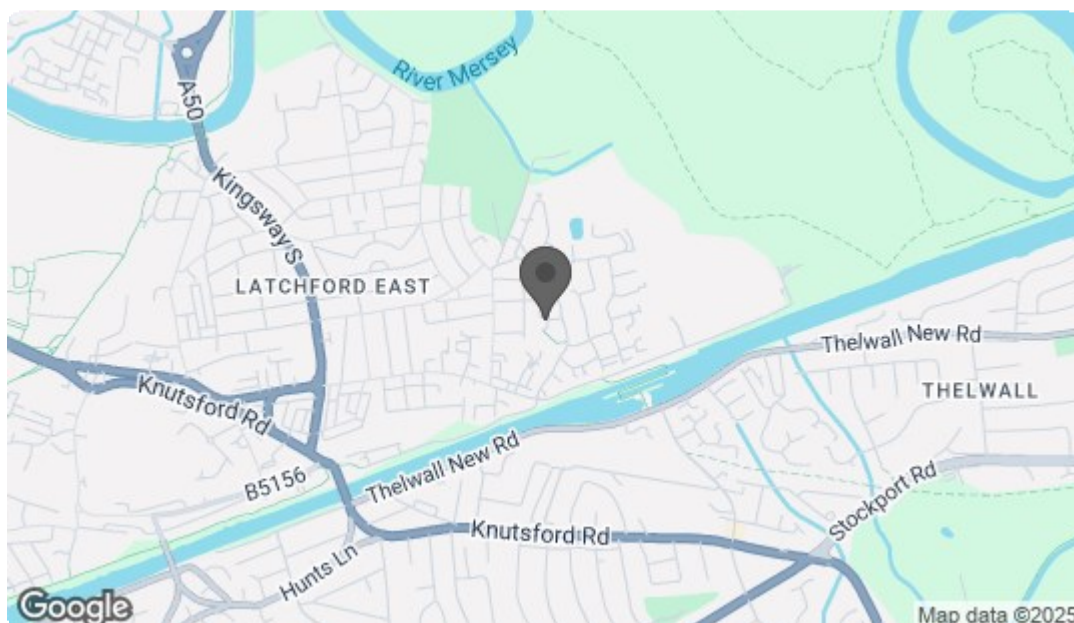 River Mersey
A50
Kingsway S
LATCHFORD EAST
Thelwall New Rd
THELWALL
Knutsford Rd
Thelwall New Rd
B5156
Stockport Rd
Knutsford Rd
Hunts Ln
Google
Map data ©2025